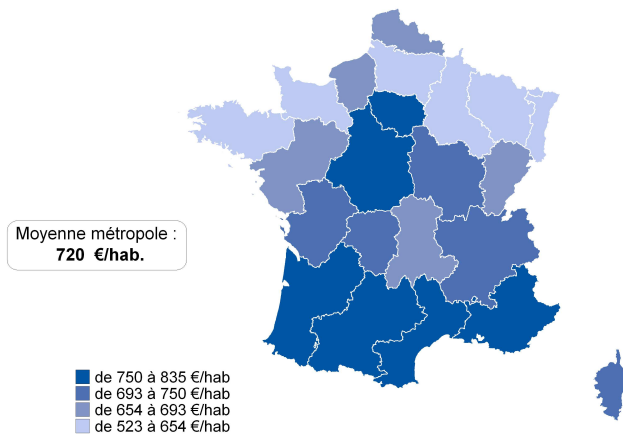 Moyenne métropole :
720 €/hab.
de 750 à 835 €/hab
de 693 à 750 €/hab
de 654 à 693 €/hab
de 523 à 654 €/hab